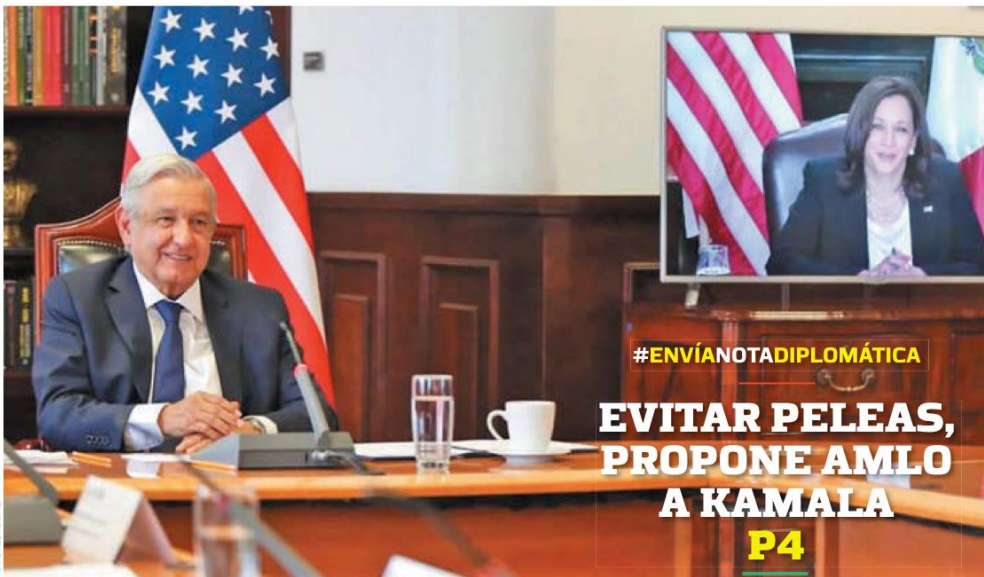 #ENVÍANOTADIPLOMÁTICA
EVITAR PELEAS,
PROPONE AMLO
A KAMALA
P4